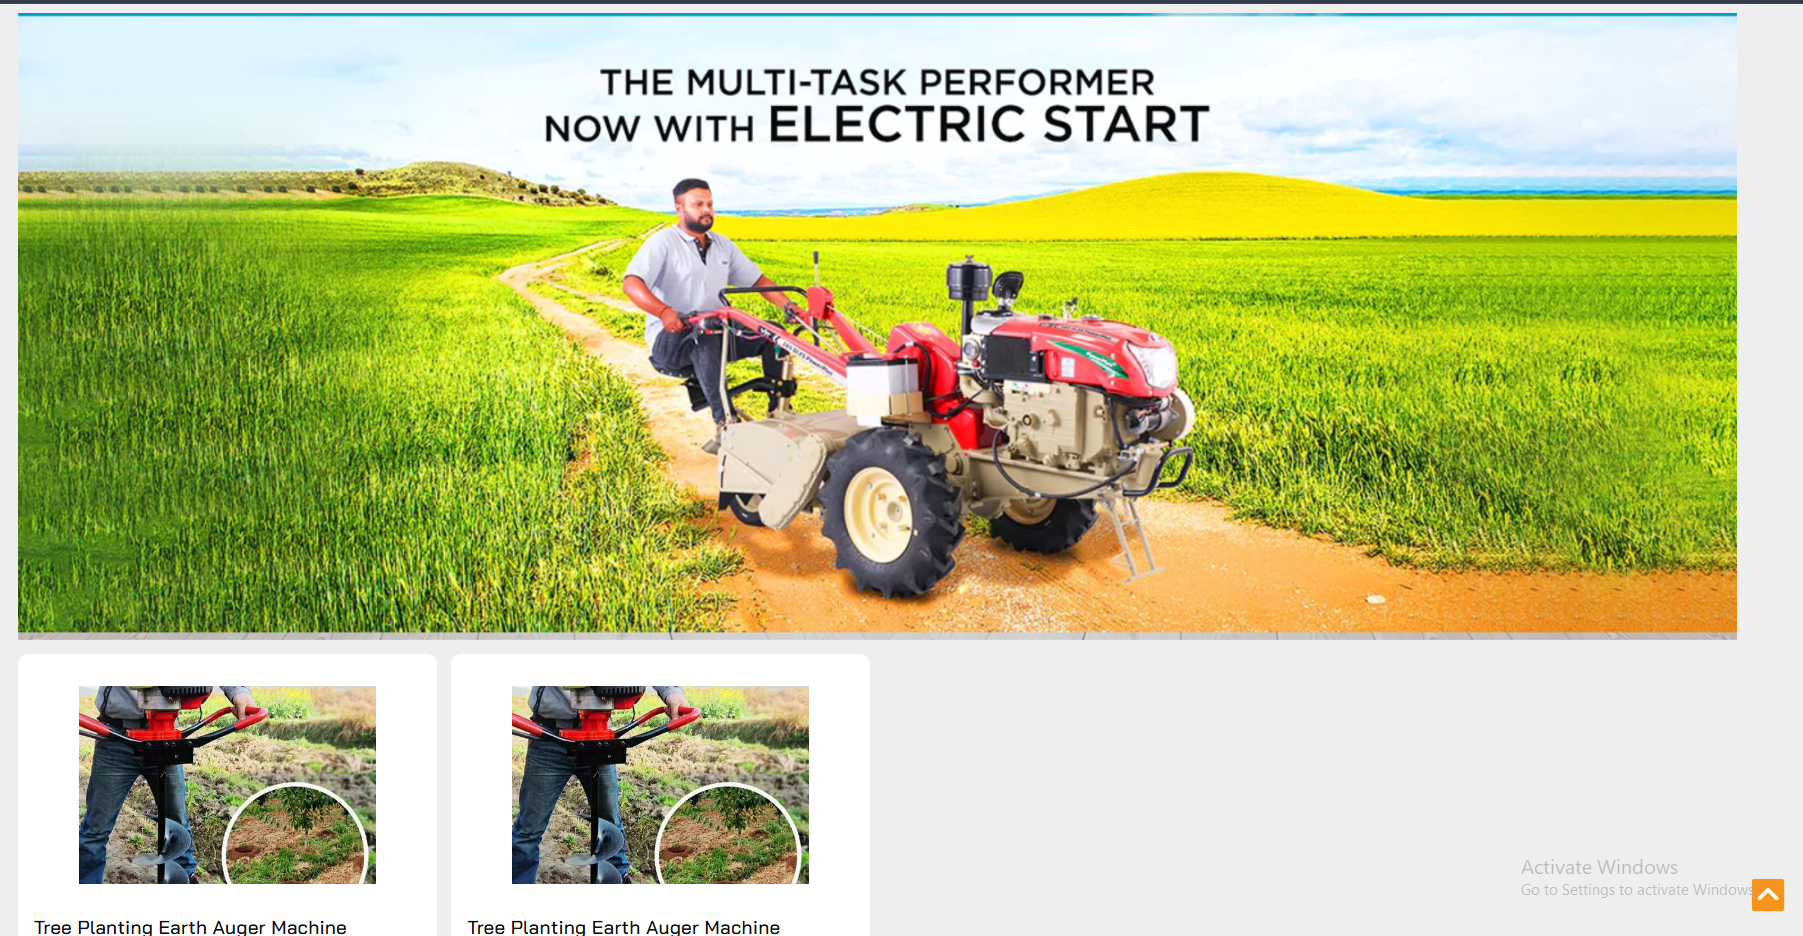 THE MULTI-TASK PERFORMER
NOW WITH ELECTRIC START
Tree Planting Earth Auger Machine
Tree Planting Earth Auger Machine
Activate Windows
Go to Settings to activate Windows